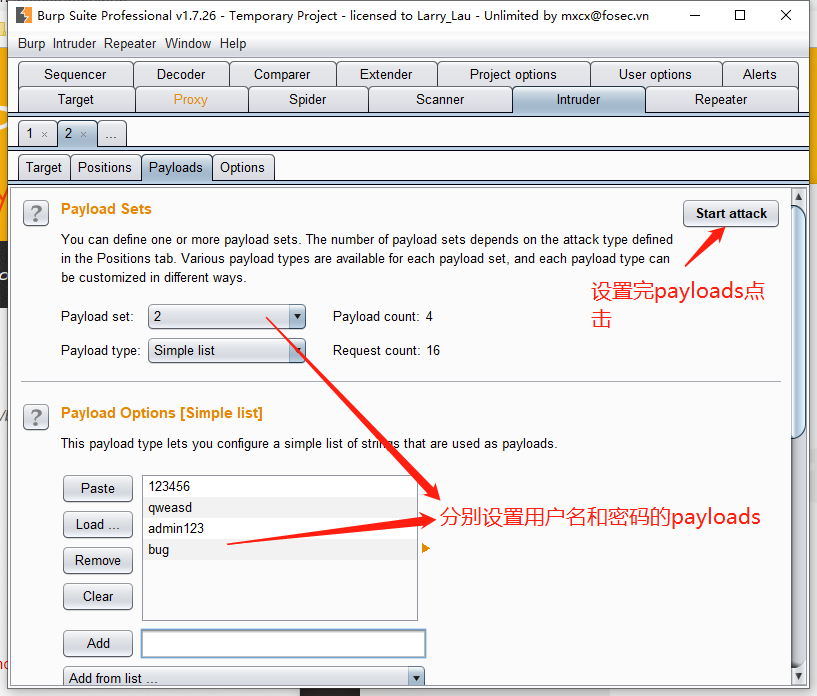 Burp Suite Professional v1.7.26 - Temporary Project - licensed to Larry_Lau - Unlimited by mxcx@fosec.vn
Burp Intruder Repeater Window Help
Sequencer Decoder Comparer Extender Project options User options Alerts
Target Proxy Spider Scanner Intruder Repeater
1 × 2 × ...
Target Positions Payloads Options
? Payload Sets
Start attack
You can define one or more payload sets. The number of payload sets depends on the attack type defined
in the Positions tab. Various payload types are available for each payload set, and each payload type can
be customized in different ways.
设置完payloads点
击
Payload set: 2 Payload count: 4
Payload type: Simple list Request count: 16
? Payload Options [Simple list]
This payload type lets you configure a simple list of strings that are used as payloads.
Paste
Load ...
Remove
Clear
123456
qweasd
admin123
bug
分别设置用户名和密码的payloads
Add
Add from list ...